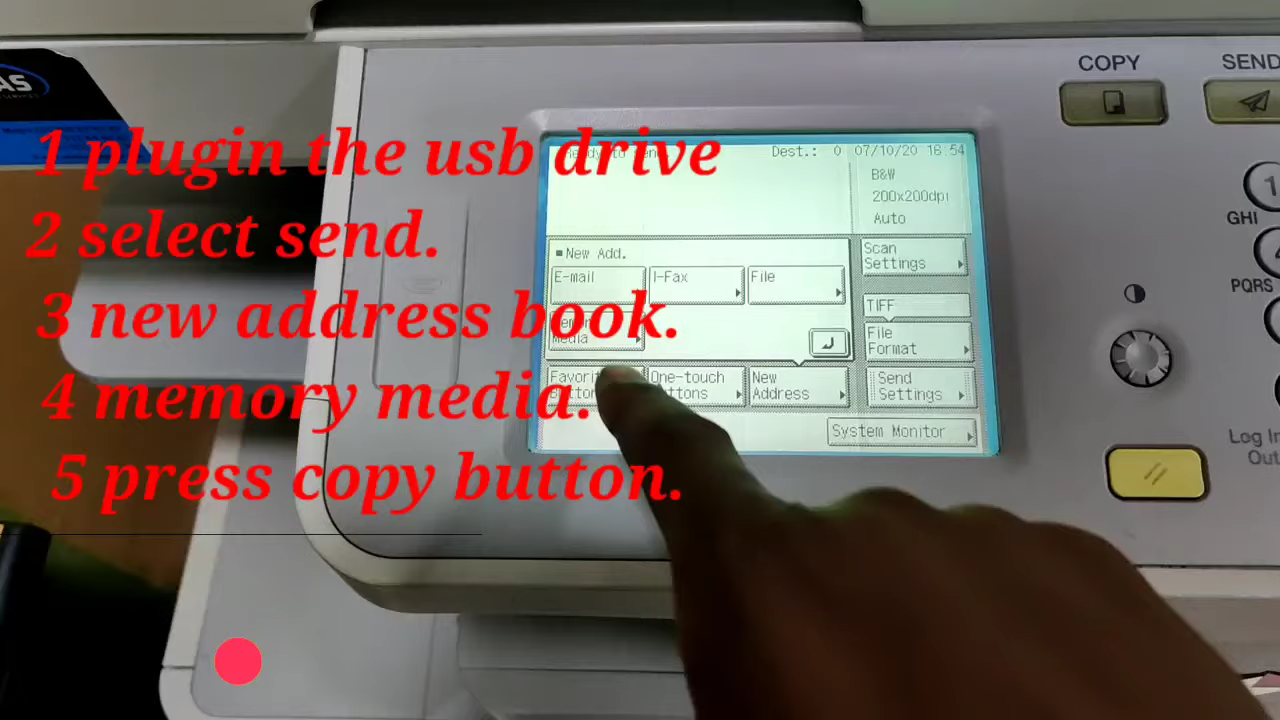 COPY
SEND
AS
1 plugin the usb drive
2 select send.
3 new address book.
4 memory media.
5 press copy button.
Dest.: 0 07/10/20 16:54
B&W
200x200dpi
Auto
New Add.
E-mail
I-Fax
File
Media
Scan
Settings
TIFF
File
Format
One-touch
New
Address
Send
Settings
System Monitor
1
GHI
PQRS
Log In
Out